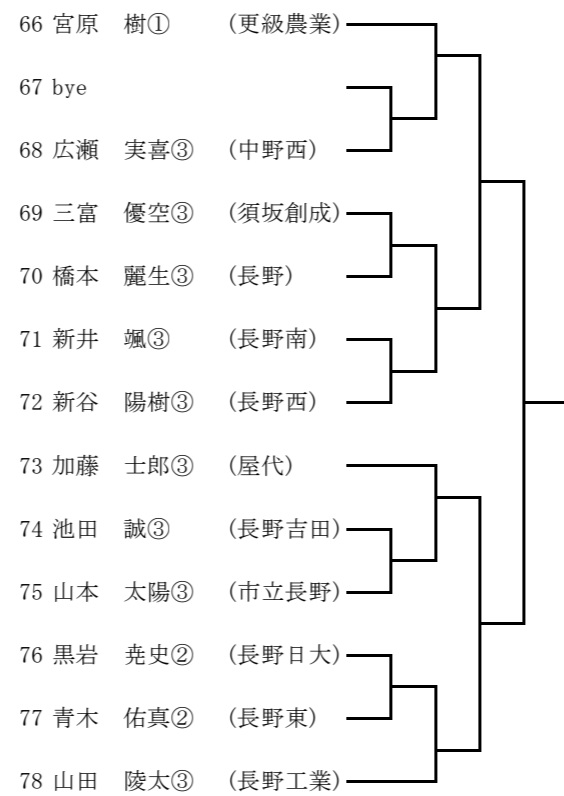 66 宮原 樹① (更級農業)
67 bye
68 広瀬 実喜③ (中野西)
69 三富 優空③ (須坂創成)
70 橋本 麗生③ (長野)
71 新井 颯③ (長野南)
72 新谷 陽樹③ (長野西)
73 加藤 士郎③ (屋代)
74 池田 誠③ (長野吉田)
75 山本 太陽③ (市立長野)
76 黒岩 尭史② (長野日大)
77 青木 佑真② (長野東)
78 山田 陵太③ (長野工業)